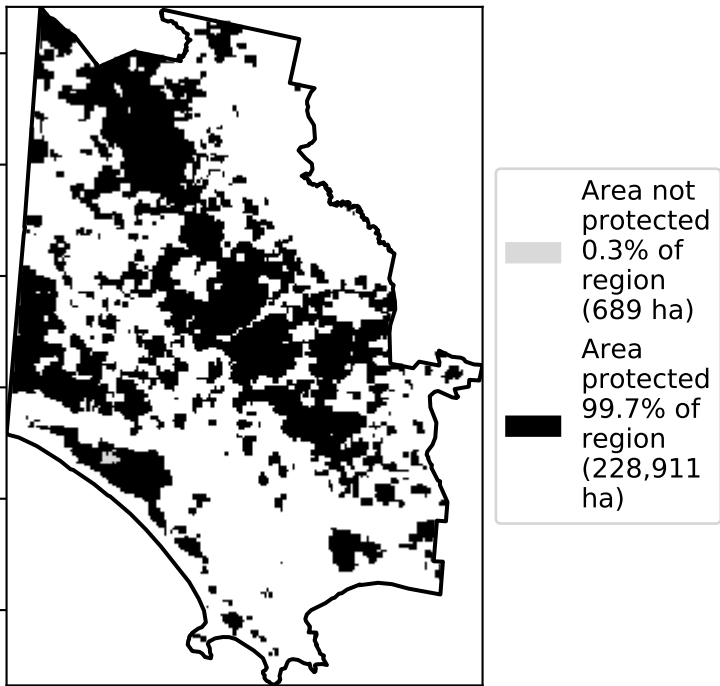 Area not
protected
0.3% of
region
(689 ha)
Area
protected
99.7% of
region
(228,911
ha)